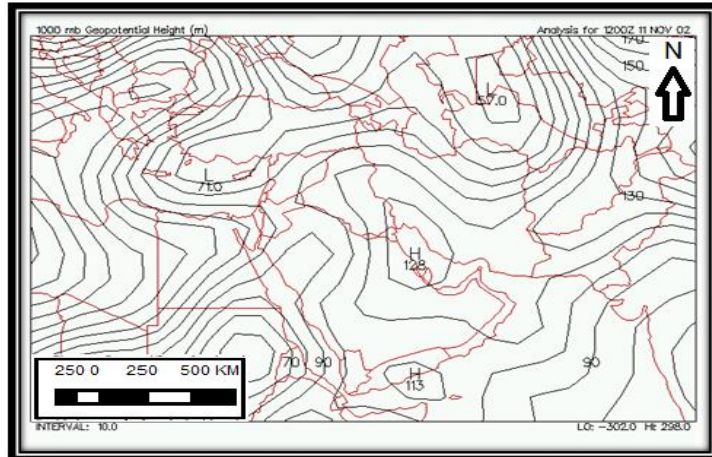 1000 mb Geopotential Height (m)
Analysis for 1200Z 11 NOV 02
170
N
150
L
57.0
L
71.0
130
H
128
70
90
90
H
113
250 0 250 500 KM
INTERVAL: 10.0
LO: -302.0 HI: 298.0